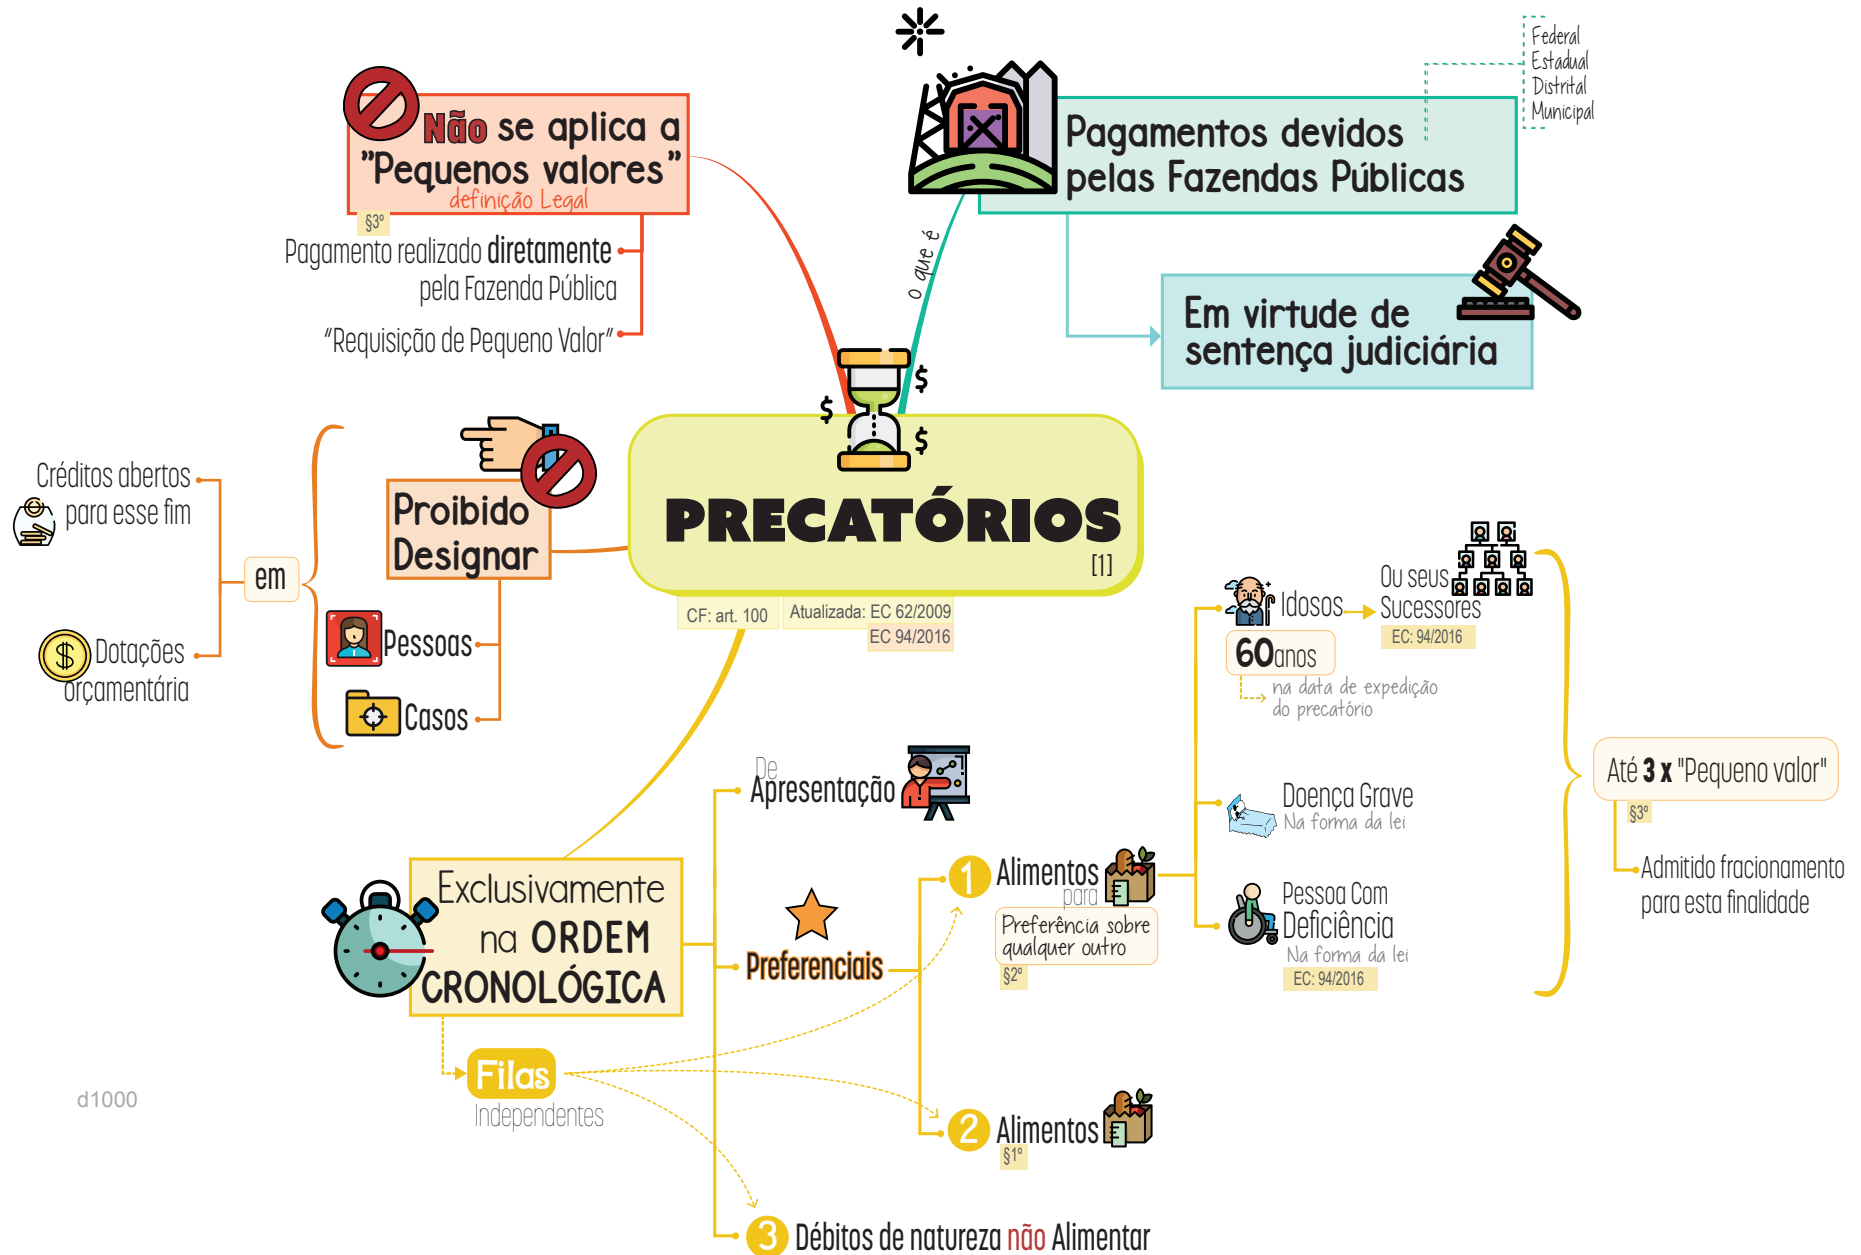 Federal
Estadual
Distrital
Municipal
Não se aplica a
"Pequenos valores"
definição Legal
§3º
Pagamento realizado diretamente
pela Fazenda Pública
“Requisição de Pequeno Valor”
Pagamentos devidos
pelas Fazendas Públicas
o que é
Em virtude de
sentença judiciária
$
$
$
PRECATÓRIOS
[1]
CF: art. 100
Atualizada: EC 62/2009
EC 94/2016
Proibido
Designar
Pessoas
Casos
em
Créditos abertos
para esse fim
$
Dotações
orçamentária
Exclusivamente
na ORDEM
CRONOLÓGICA
Filas
Independentes
De
Apresentação
Preferenciais
1
Alimentos
para
Preferência sobre
qualquer outro
§2º
Idosos
60anos
na data de expedição
do precatório
Ou seus
Sucessores
EC: 94/2016
Doença Grave
Na forma da lei
Pessoa Com
Deficiência
Na forma da lei
EC: 94/2016
Até 3 x "Pequeno valor"
§3º
Admitido fracionamento
para esta finalidade
2
Alimentos
§1º
3
Débitos de natureza não Alimentar
d1000